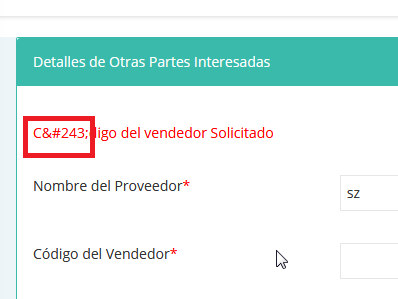 Detalles de Otras Partes Interesadas
C&#243;digo del vendedor Solicitado
Nombre del Proveedor*
sz
Código del Vendedor*